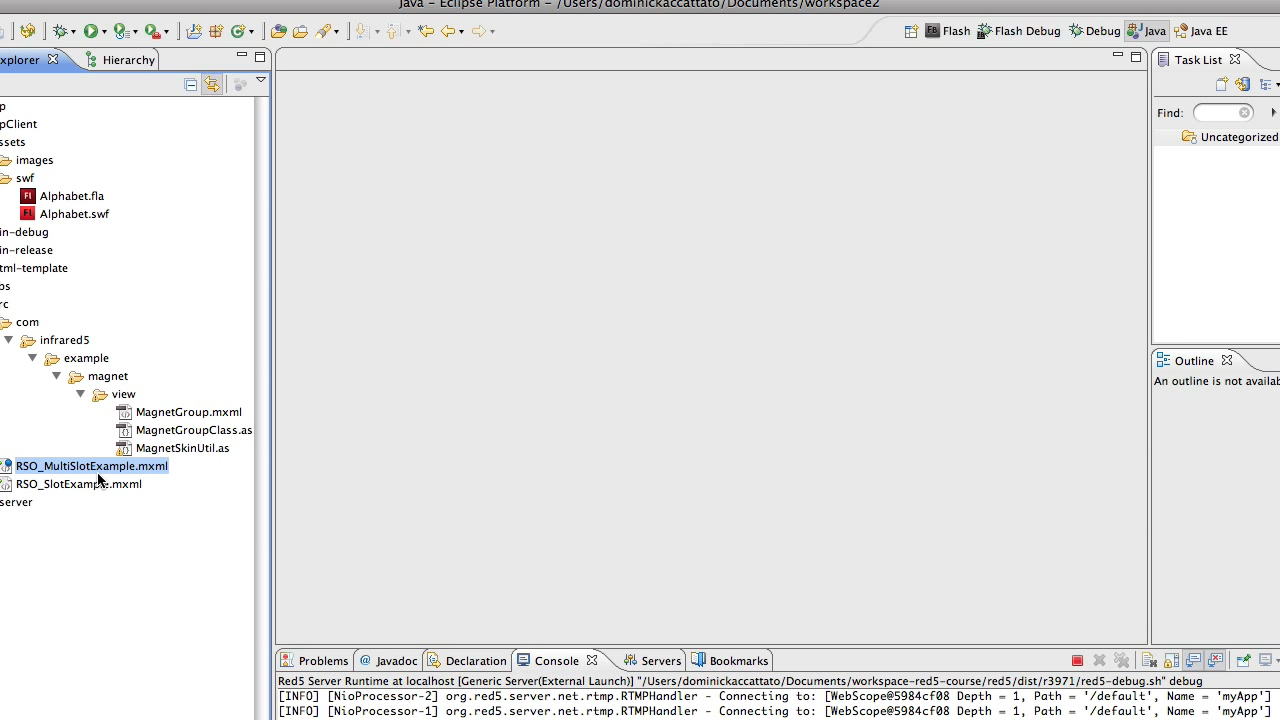 Java - Eclipse Platform - /Users/dominickaccattato/Documents/workspace2
Flash Flash Debug Debug Java Java EE
xplorer Hierarchy Task List
p
pClient
ssets
images
swf
Alphabet.fla
Alphabet.swf
in-debug
in-release
tml-template
bs
rc
com
infrared5
example
magnet
view
MagnetGroup.mxml
MagnetGroupClass.as
MagnetSkinUtil.as
RSO_MultiSlotExample.mxml
RSO_SlotExample.mxml
server
Find:
Uncategorized
Outline
An outline is not availab
Problems @ Javadoc Declaration Console Servers Bookmarks
Red5 Server Runtime at localhost [Generic Server(External Launch)] "/Users/dominickaccattato/Documents/workspace-red5-course/red5/dist/r3971/red5-debug.sh" debug
[INFO] [NioProcessor-2] org.red5.server.net.rtmp.RTMPHandler - Connecting to: [WebScope@5984cf08 Depth = 1, Path = '/default', Name = 'myApp']
[INFO] [NioProcessor-1] org.red5.server.net.rtmp.RTMPHandler - Connecting to: [WebScope@5984cf08 Depth = 1, Path = '/default', Name = 'myApp']